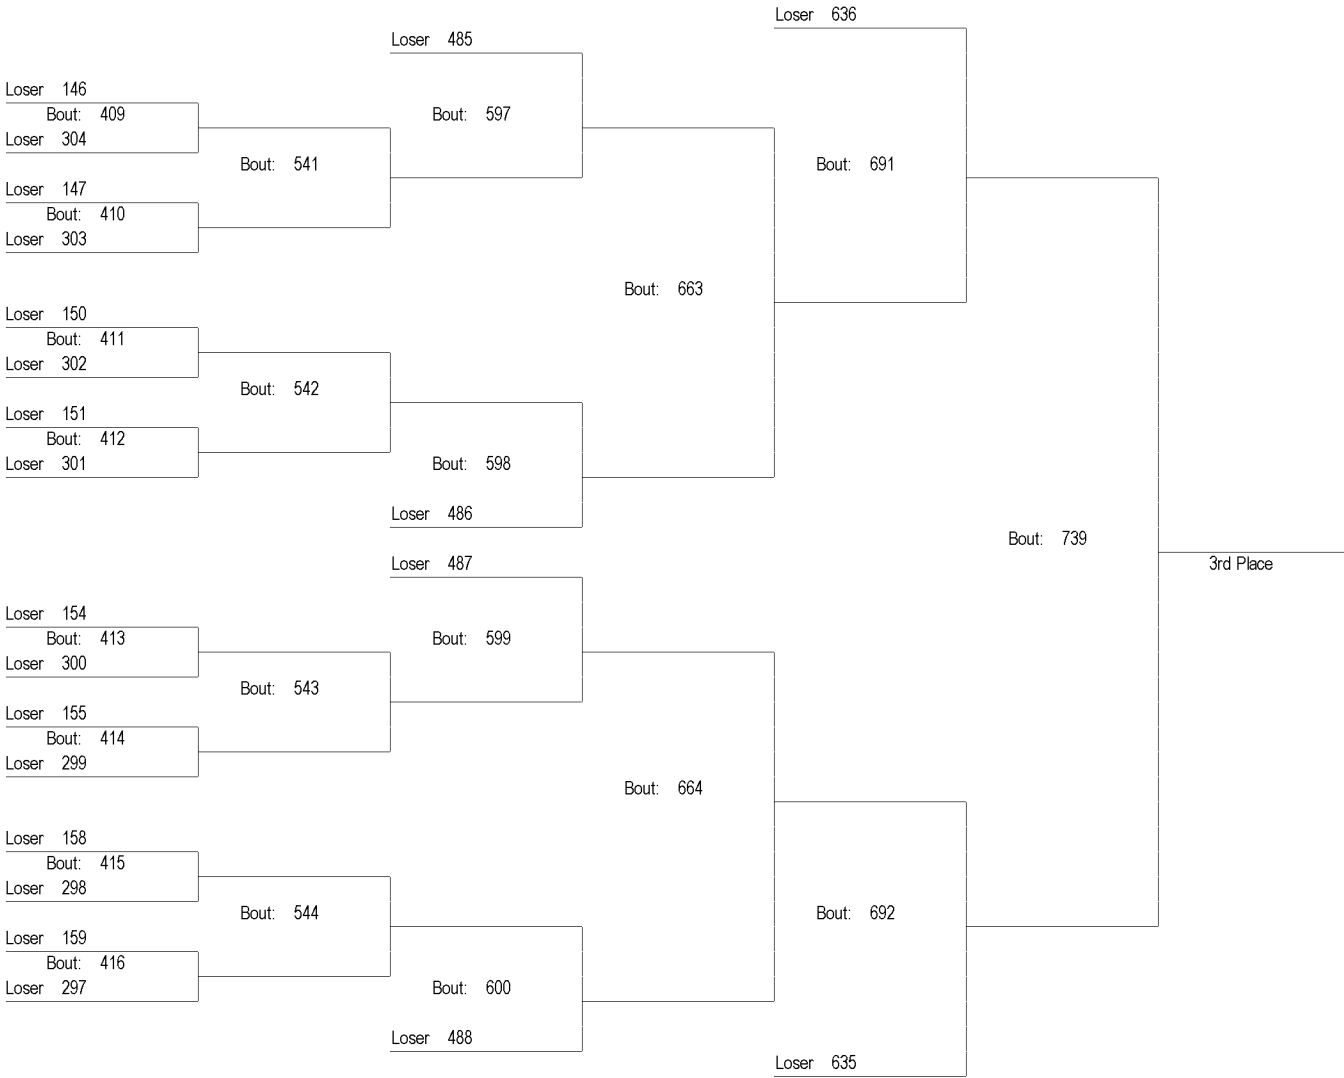 Loser 636
Loser 485
Loser 146
Bout: 409
Bout: 597
Loser 304
Bout: 541
Bout: 691
Loser 147
Bout: 410
Loser 303
Bout: 663
Loser 150
Bout: 411
Loser 302
Bout: 542
Loser 151
Bout: 412
Loser 301
Bout: 598
Loser 486
Bout: 739
Loser 487
3rd Place
Loser 154
Bout: 413
Bout: 599
Loser 300
Bout: 543
Loser 155
Bout: 414
Loser 299
Bout: 664
Loser 158
Bout: 415
Loser 298
Bout: 544
Bout: 692
Loser 159
Bout: 416
Loser 297
Bout: 600
Loser 488
Loser 635